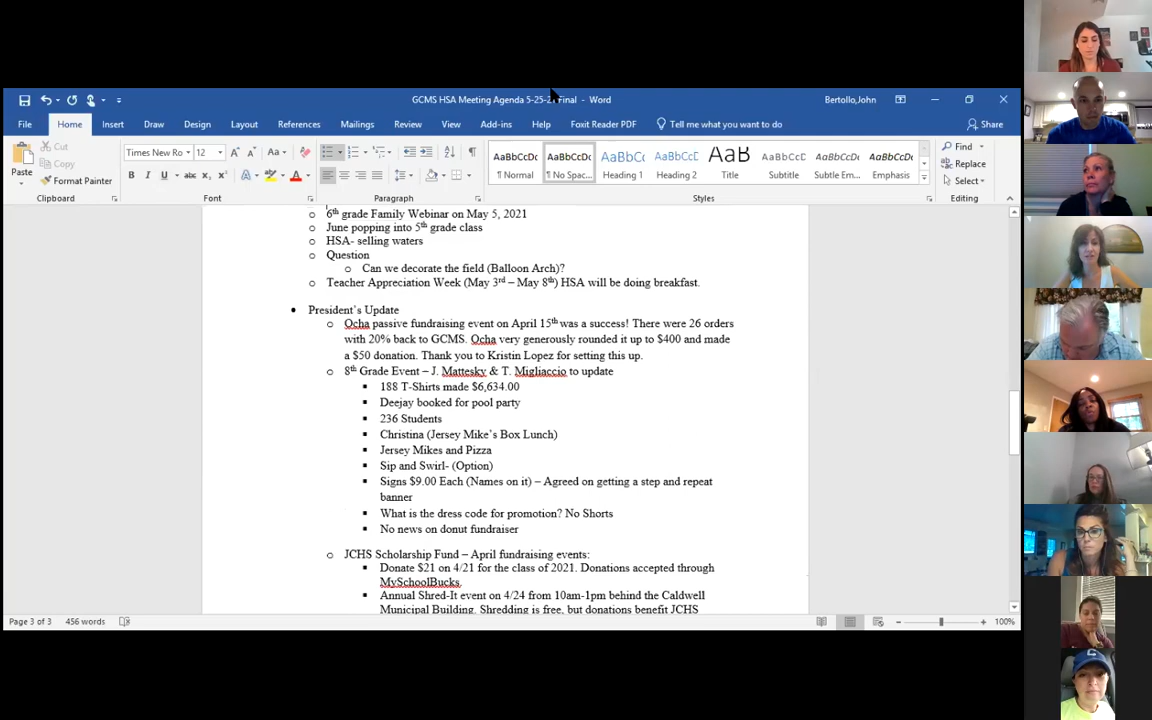 GCMS HSA Meeting Agenda 5-25-2 Final - Word
Bertollo,John
File Home Insert Draw Design Layout References Mailings Review View Add-ins Help Foxit Reader PDF Tell me what you want to do Share
Paste
Cut
Copy
Format Painter
Times New Ro 12
Aa
B I U abc x₂ x² A A
AaBbCcDc AaBbCcDc AaBbCc AaBbCcD AaB AaBbCcD AaBbCcDc AaBbCcDc
¶ Normal ¶ No Spac... Heading 1 Heading 2 Title Subtitle Subtle Em... Emphasis
Find
Replace
Select
Clipboard Font Paragraph Styles Editing
o 6th grade Family Webinar on May 5, 2021
o June popping into 5th grade class
o HSA- selling waters
o Question
o Can we decorate the field (Balloon Arch)?
o Teacher Appreciation Week (May 3rd – May 8th) HSA will be doing breakfast.
• President's Update
o Ocha passive fundraising event on April 15th was a success! There were 26 orders
with 20% back to GCMS. Ocha very generously rounded it up to $400 and made
a $50 donation. Thank you to Kristin Lopez for setting this up.
o 8th Grade Event – J. Mattesky & T. Migliaccio to update
▪ 188 T-Shirts made $6,634.00
▪ Deejay booked for pool party
▪ 236 Students
▪ Christina (Jersey Mike's Box Lunch)
▪ Jersey Mikes and Pizza
▪ Sip and Swirl- (Option)
▪ Signs $9.00 Each (Names on it) – Agreed on getting a step and repeat
banner
▪ What is the dress code for promotion? No Shorts
▪ No news on donut fundraiser
o JCHS Scholarship Fund – April fundraising events:
▪ Donate $21 on 4/21 for the class of 2021. Donations accepted through
MySchoolBucks.
▪ Annual Shred-It event on 4/24 from 10am-1pm behind the Caldwell
Municipal Building. Shredding is free, but donations benefit JCHS
Page 3 of 3 456 words 100%